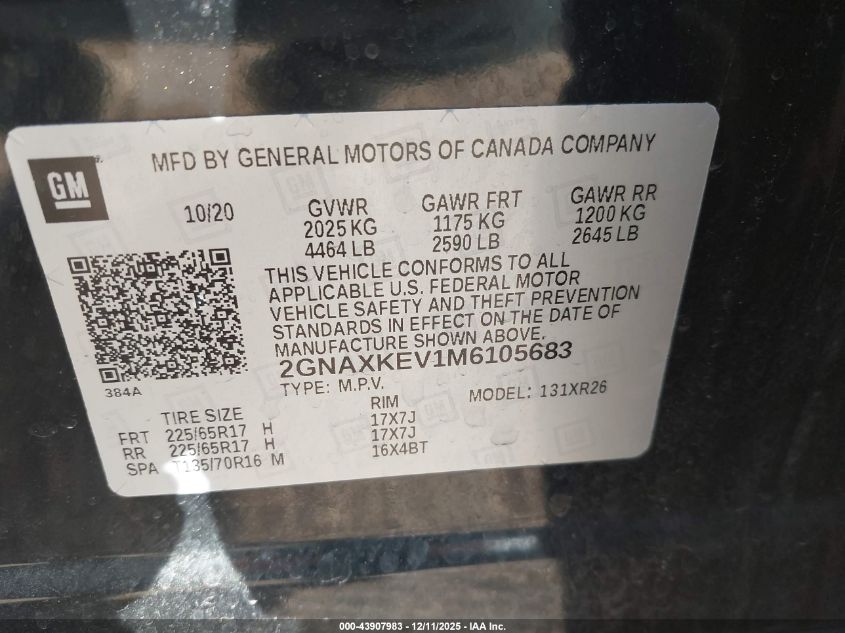 MFD BY GENERAL MOTORS OF CANADA COMPANY
GM
10/20
GVWR
2025 KG
4464 LB
GAWR FRT
1175 KG
2590 LB
GAWR RR
1200 KG
2645 LB
THIS VEHICLE CONFORMS TO ALL
APPLICABLE U.S. FEDERAL MOTOR
VEHICLE SAFETY AND THEFT PREVENTION
STANDARDS IN EFFECT ON THE DATE OF
MANUFACTURE SHOWN ABOVE.
2GNAXKEV1M6105683
384A
TYPE: M.P.V. MODEL: 131XR26
TIRE SIZE RIM
FRT 225/65R17 H 17X7J
RR 225/65R17 H 17X7J
SPA T135/70R16 M 16X4BT
000-43907983 - 12/11/2025 - IAA Inc.